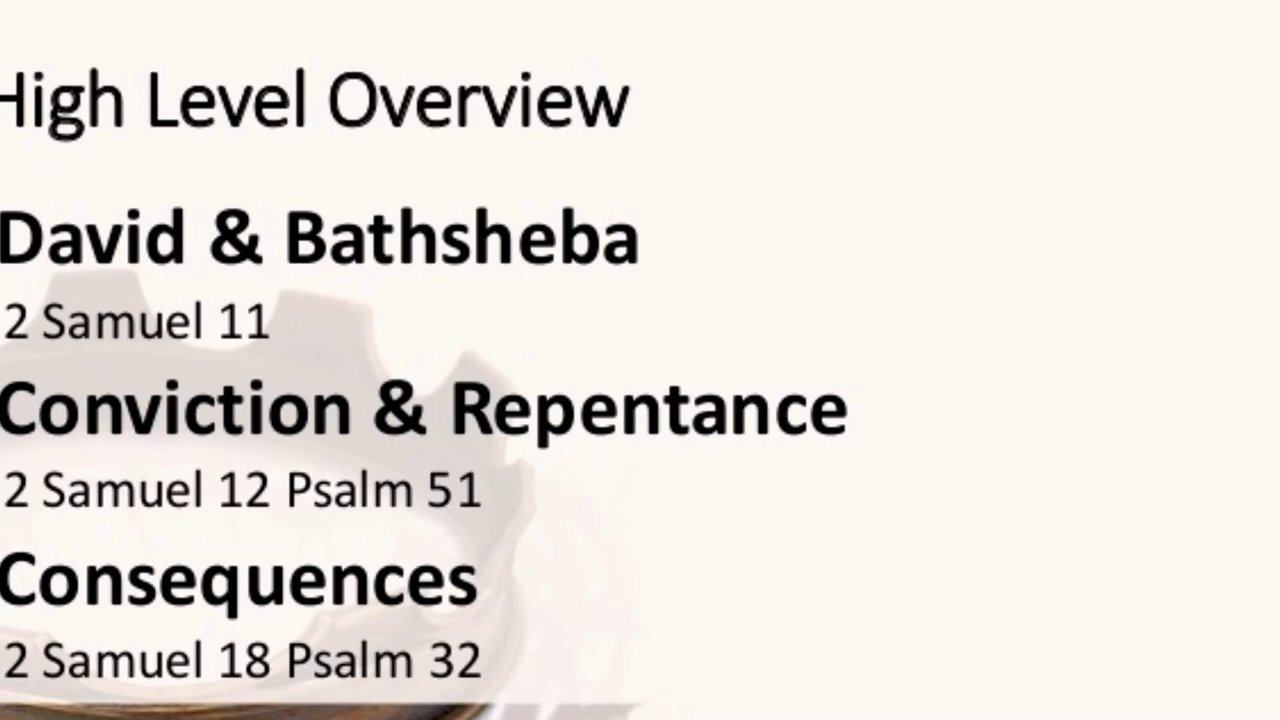 High Level Overview
David & Bathsheba
2 Samuel 11
Conviction & Repentance
2 Samuel 12 Psalm 51
Consequences
2 Samuel 18 Psalm 32